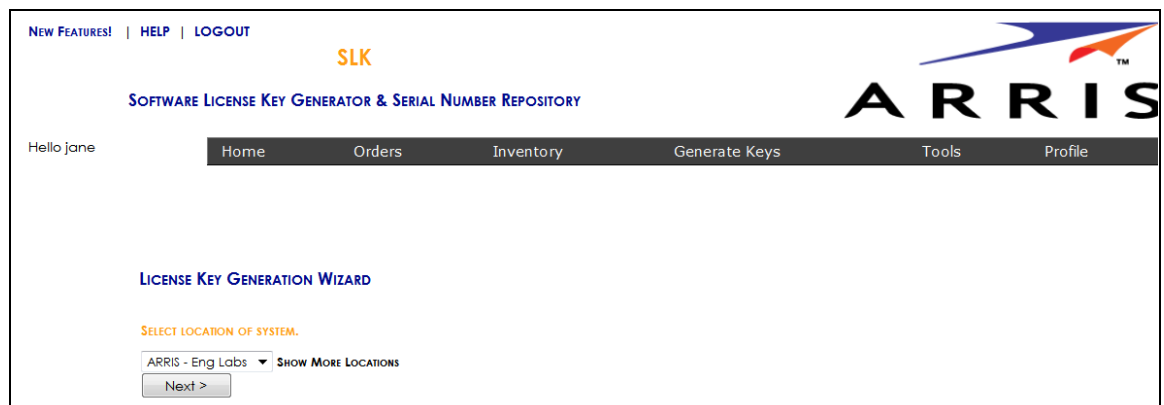 New Features! | HELP | LOGOUT
SLK
Software License Key Generator & Serial Number Repository
ARRIS
TM
Hello jane
Home Orders Inventory Generate Keys Tools Profile
License Key Generation Wizard
Select location of system.
ARRIS - Eng Labs Show More Locations
Next >